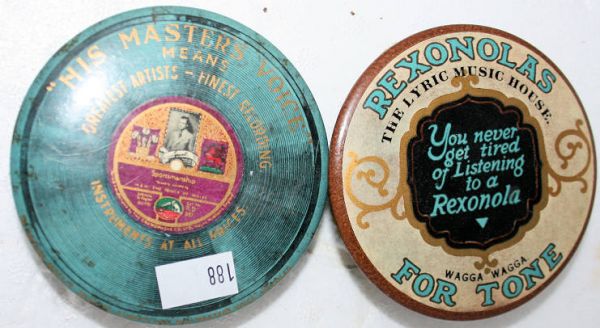 "HIS MASTER'S VOICE"
MEANS
GREATEST ARTISTS - FINEST RECORDING
Sportsmanship
INSTRUMENTS AT ALL PRICES
188
REXONOLAS
THE LYRIC MUSIC HOUSE.
You never
get tired
of Listening
to a
Rexonola
WAGGA WAGGA
FOR TONE